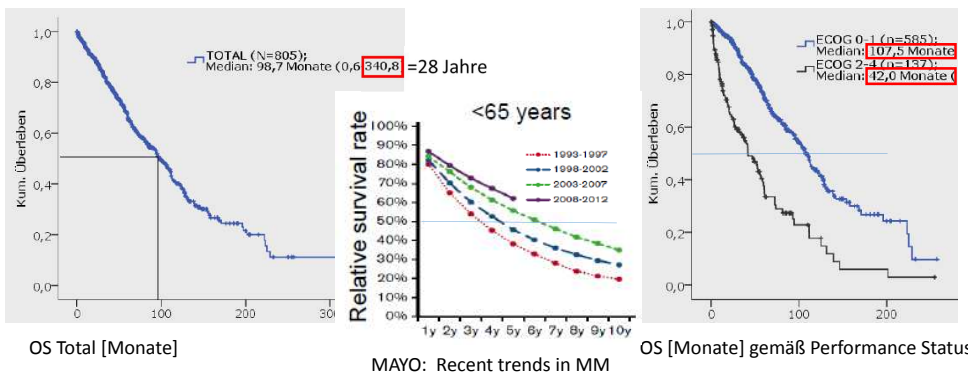 1,0
0,8
0,6
0,4
0,2
0,0
Kum. Überleben
TOTAL (N=805);
Median: 98,7 Monate (0,6 340,8 =28 Jahre
0
100
200
30
OS Total [Monate]
<65 years
Relative survival rate
100%
90%
80%
70%
60%
50%
40%
30%
20%
10%
0%
1993-1997
1998-2002
2003-2007
2008-2012
1y 2y 3y 4y 5y 6y 7y 8y 9y 10y
MAYO: Recent trends in MM
1,0
0,8
0,6
0,4
0,2
0,0
Kum. Überleben
ECOG 0-1 (n=585);
Median: 107,5 Monate
ECOG 2-4 (n=137);
Median: 42,0 Monate (
0
100
200
OS [Monate] gemäß Performance Status